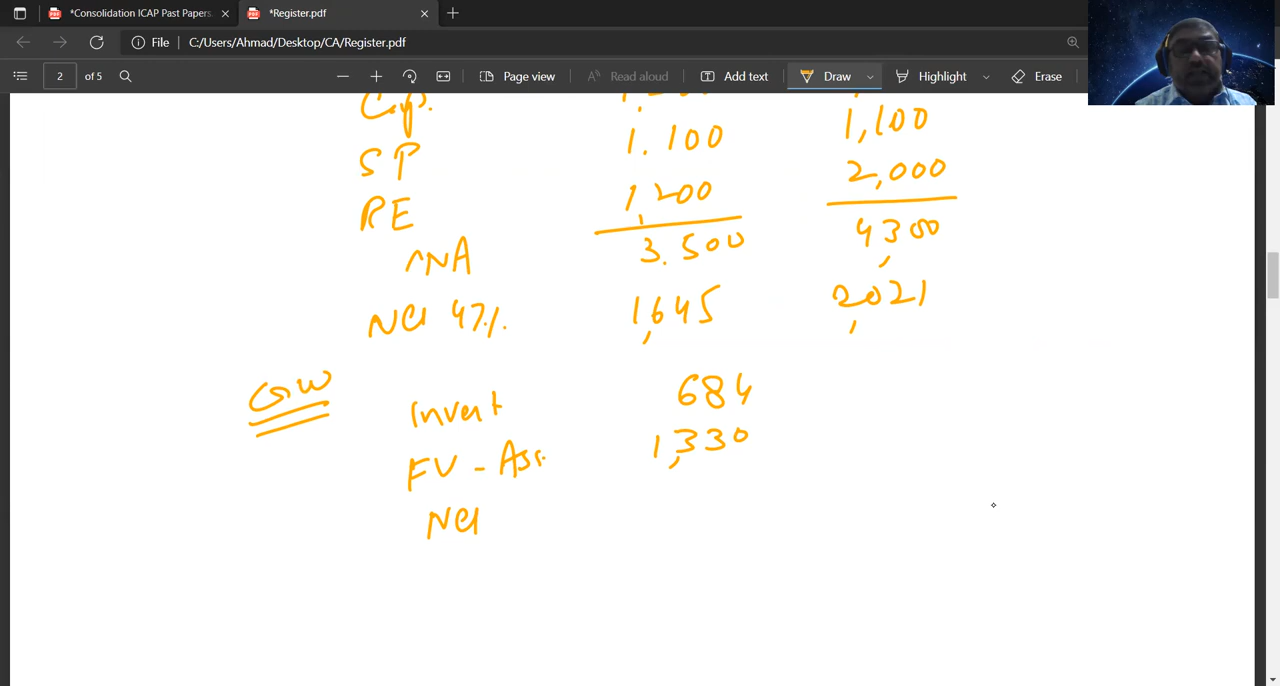 *Consolidation ICAP Past Papers. *Register.pdf
File C:/Users/Ahmad/Desktop/CA/Register.pdf
2 of 5 Page view Read aloud Add text Draw Highlight Erase
Cap. 1,100
SP 1.100 2,000
RE 1,200
NA 3.500 4,300
NCI 47%. 1,645 2,021
GW
Invest 684
FV - Ass. 1,330
NCI